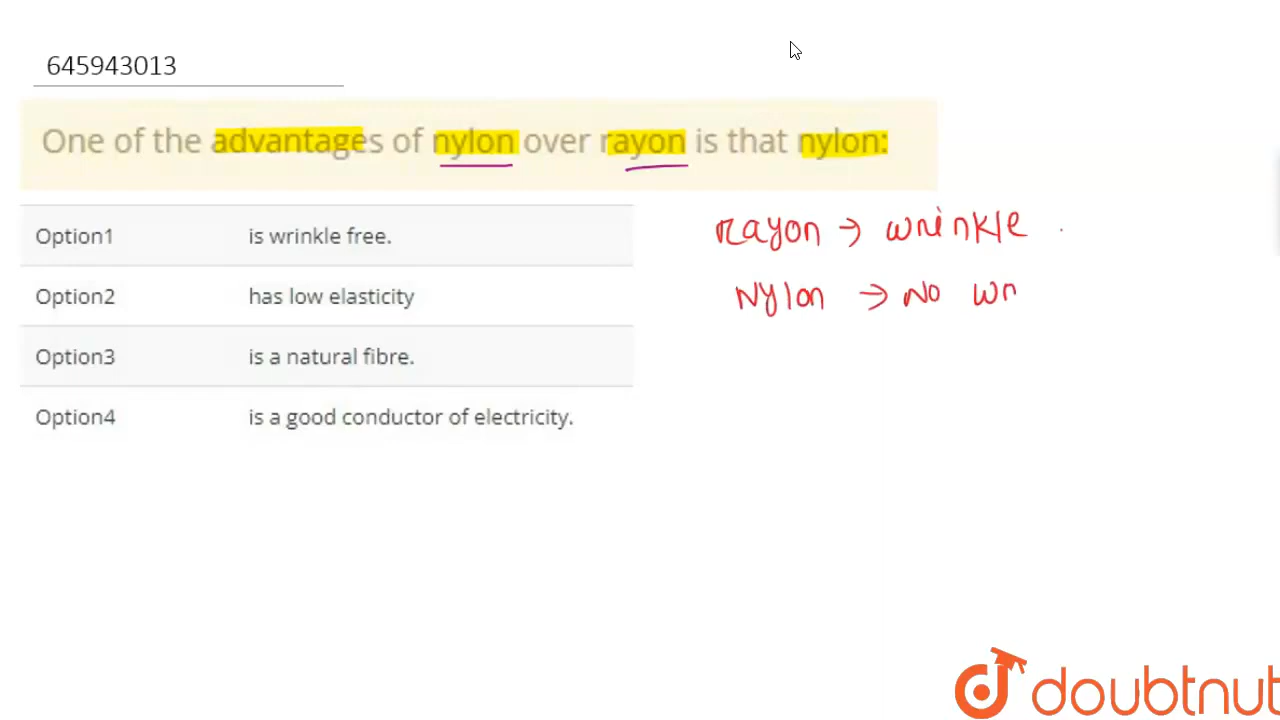 645943013
One of the advantages of nylon over rayon is that nylon:
Option1 is wrinkle free.
Option2 has low elasticity
Option3 is a natural fibre.
Option4 is a good conductor of electricity.
rayon → wrinkle
Nylon → No wr
doubtnut